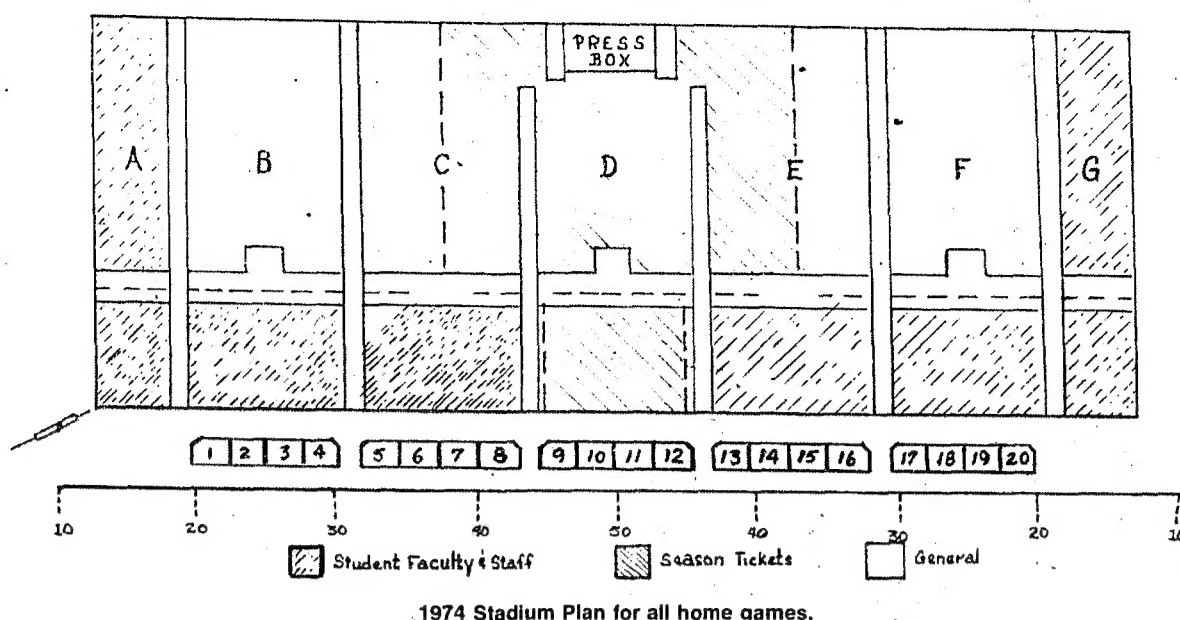 PRESS
BOX
A B C D E F G
1 2 3 4 5 6 7 8 9 10 11 12 13 14 15 16 17 18 19 20
10 20 30 40 50 40 30 20 10
Student Faculty & Staff Season Tickets General
1974 Stadium Plan for all home games.